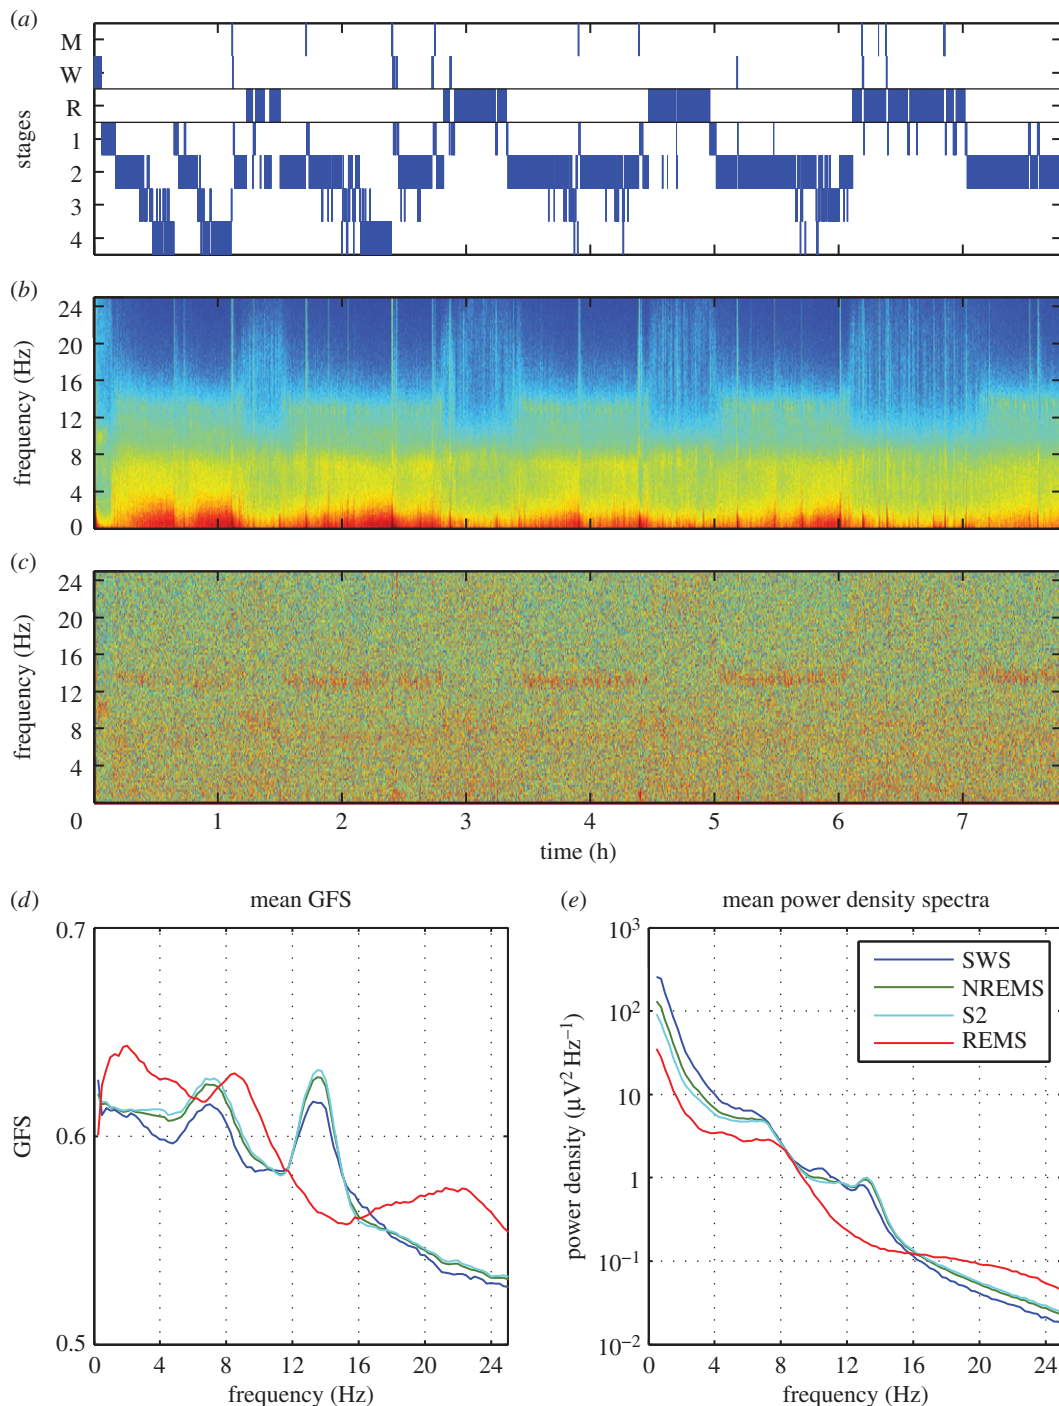 (a)
M
W
R
1
2
3
4
stages
(b)
24
20
16
12
8
4
0
frequency (Hz)
(c)
24
20
16
12
8
4
0
frequency (Hz)
1 2 3 4 5 6 7
time (h)
(d) mean GFS
0.7
0.6
0.5
GFS
0 4 8 12 16 20 24
frequency (Hz)
(e) mean power density spectra
10³
10²
10
1
10⁻¹
10⁻²
power density (µV² Hz⁻¹)
SWS
NREMS
S2
REMS
0 4 8 12 16 20 24
frequency (Hz)